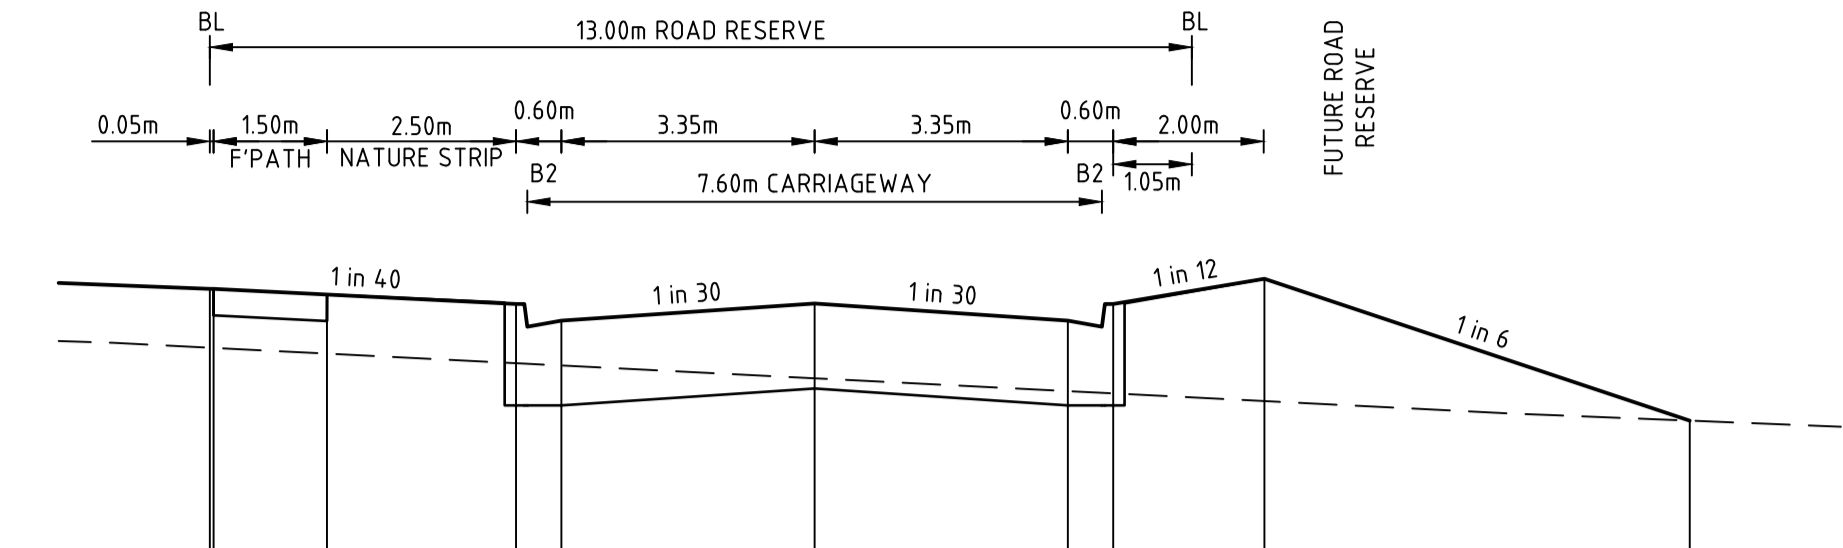 BL
13.00m ROAD RESERVE
BL
FUTURE ROAD
RESERVE
0.05m
1.50m
2.50m
0.60m
3.35m
3.35m
0.60m
2.00m
F'PATH
NATURE STRIP
B2
7.60m CARRIAGEWAY
B2
1.05m
1 in 40
1 in 30
1 in 30
1 in 12
1 in 6